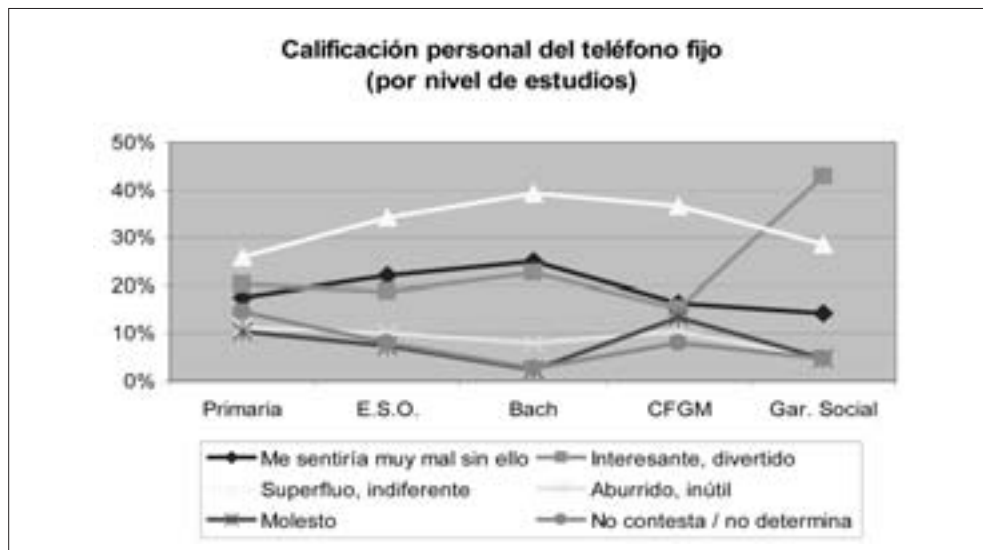 Calificación personal del teléfono fijo
(por nivel de estudios)
50%
40%
30%
20%
10%
0%
Primaria E.S.O. Bach CFGM Gar. Social
Me sentiría muy mal sin ello Interesante, divertido
Superfluo, indiferente Aburrido, inútil
Molesto No contesta / no determina